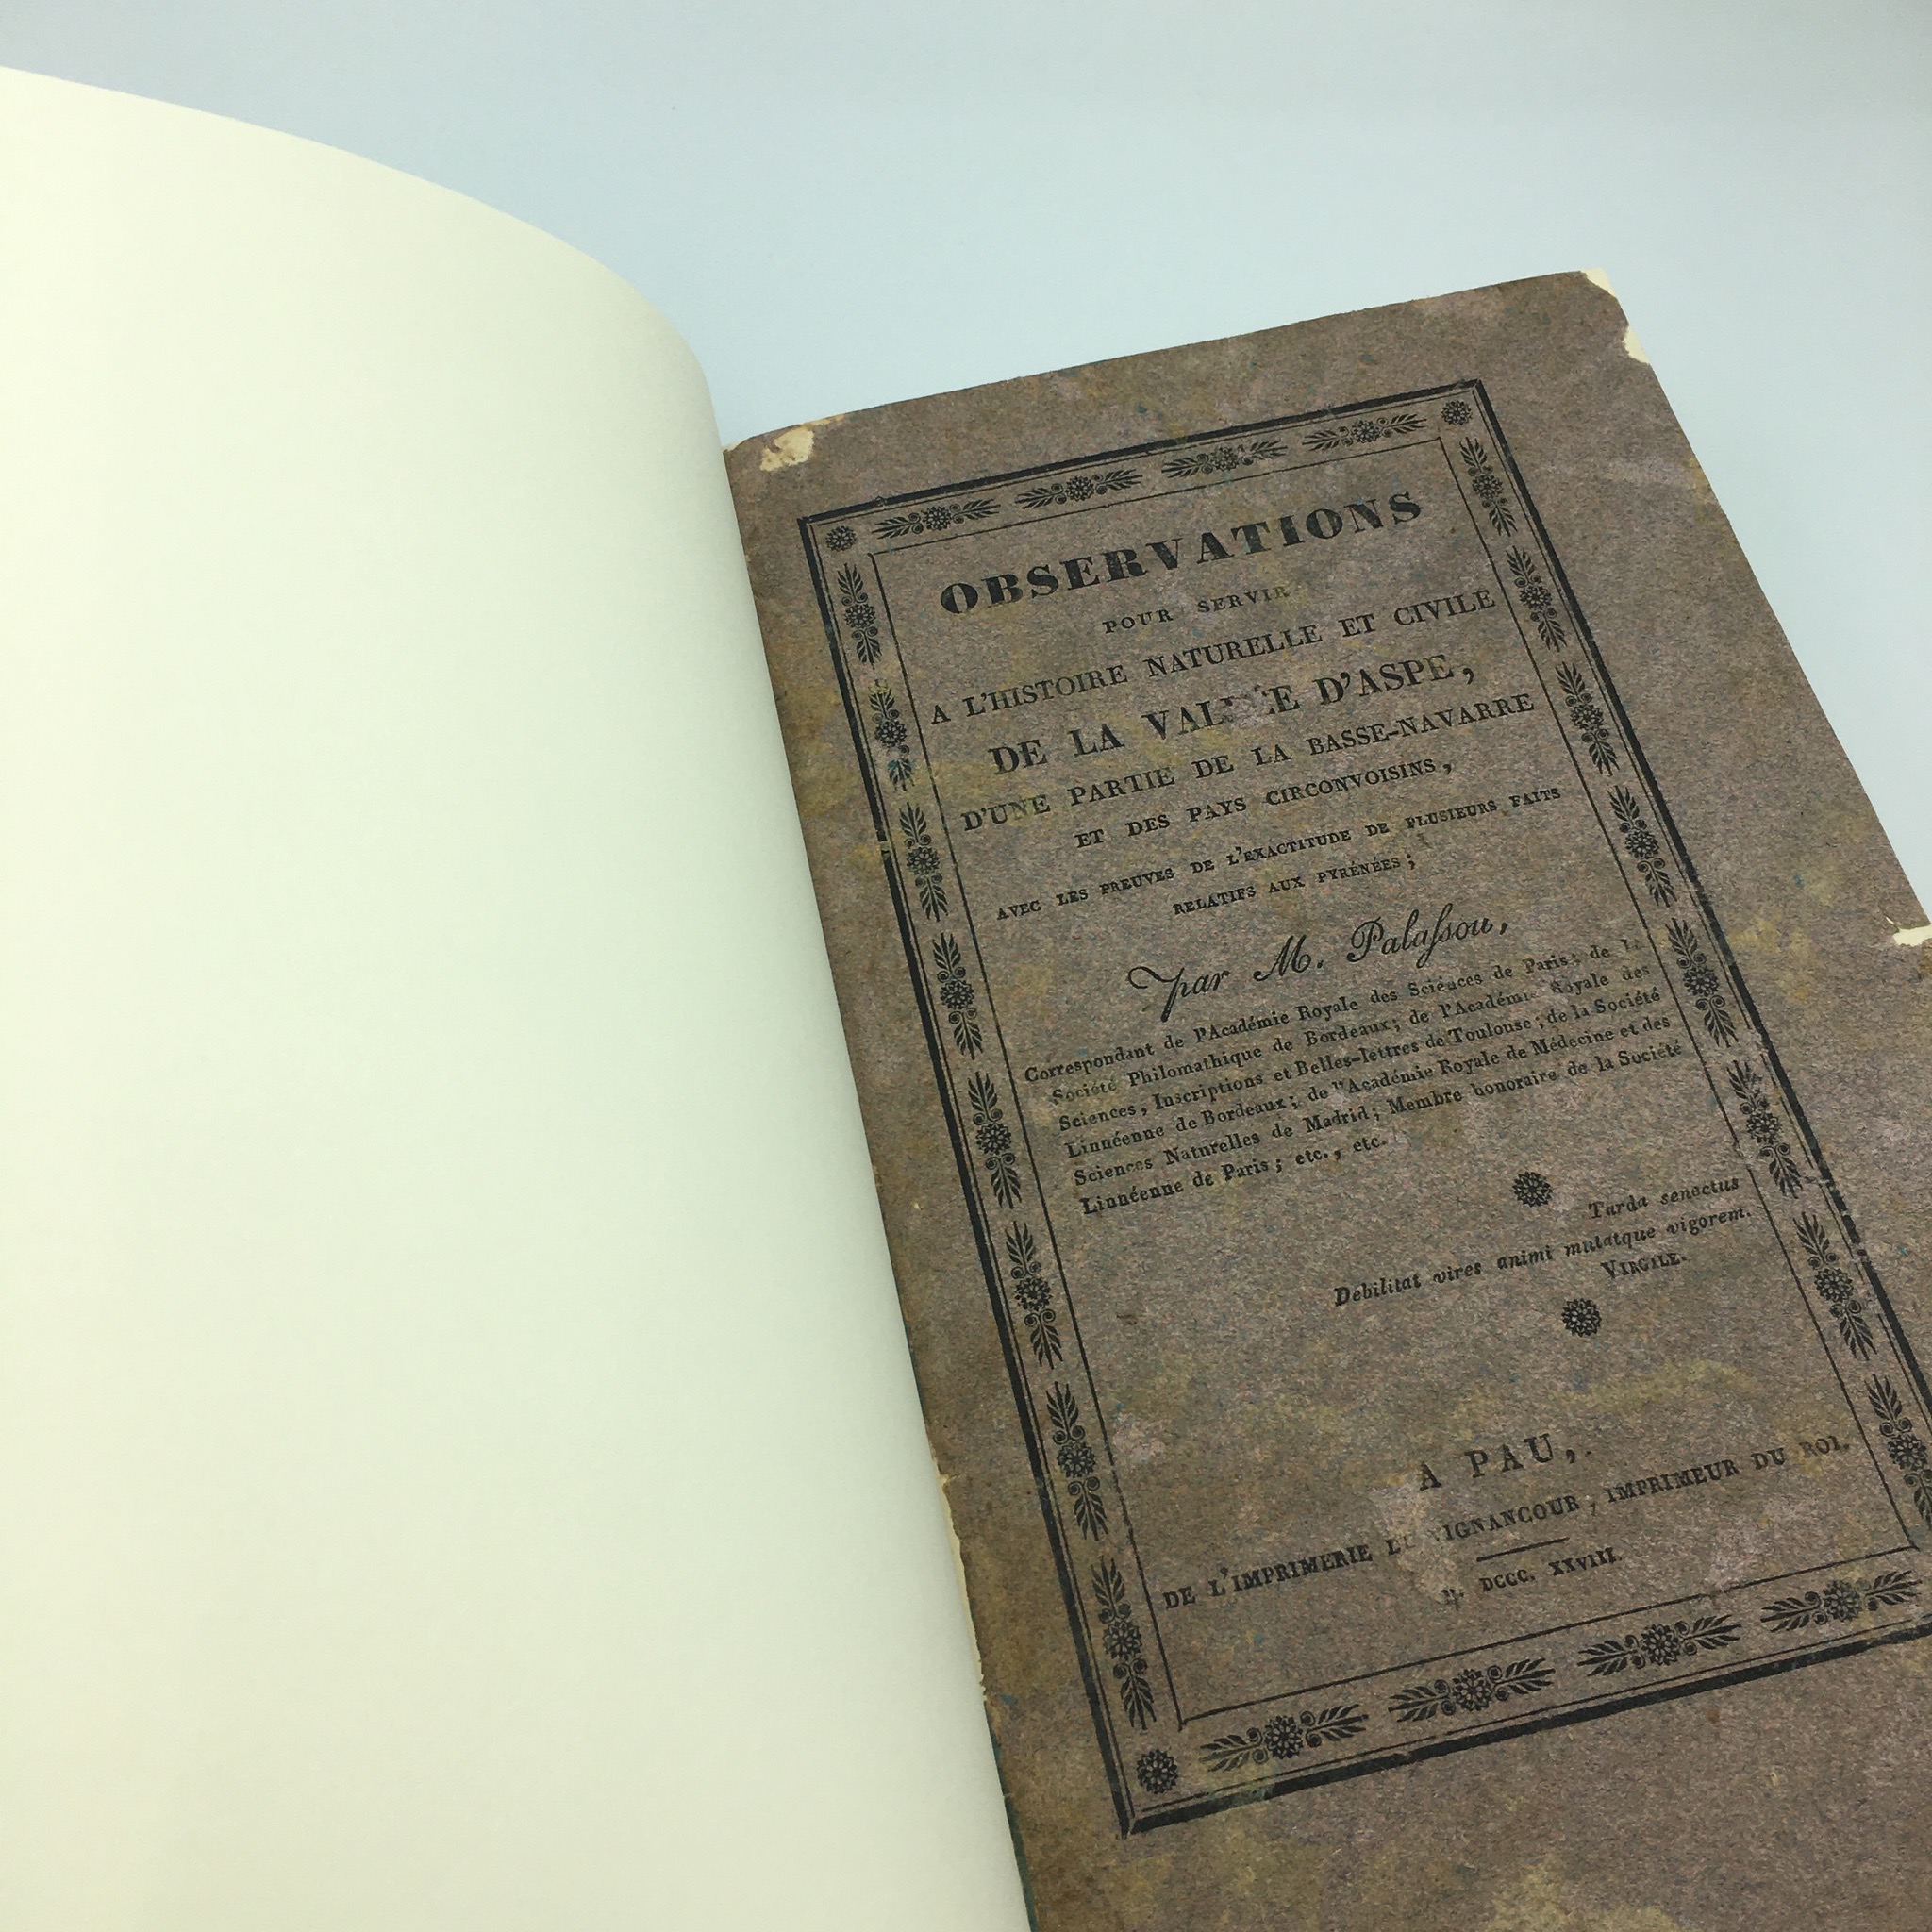 OBSERVATIONS
POUR SERVIR
A L'HISTOIRE NATURELLE ET CIVILE
DE LA VALLÉE D'ASPE,
D'UNE PARTIE DE LA BASSE-NAVARRE
ET DES PAYS CIRCONVOISINS,
AVEC LES PREUVES DE L'EXACTITUDE DE PLUSIEURS FAITS
RELATIFS AUX PYRÉNÉES;
Par M. Palaſsou,
Correspondant de l'Académie Royale des Sciences de Paris; de la
Société Philomathique de Bordeaux; de l'Académie Royale des
Sciences, Inscriptions et Belles-lettres de Toulouse; de la Société
Linnéenne de Bordeaux; de l'Académie Royale de Médecine et des
Sciences Naturelles de Madrid; Membre honoraire de la Société
Linnéenne de Paris; etc., etc.
Tarda senectus
Debilitat vires animi mutatque vigorem.
VIRGILE.
A PAU,
DE L'IMPRIMERIE DE VIGNANCOUR, IMPRIMEUR DU ROI.
M. DCCC. XXVIII.